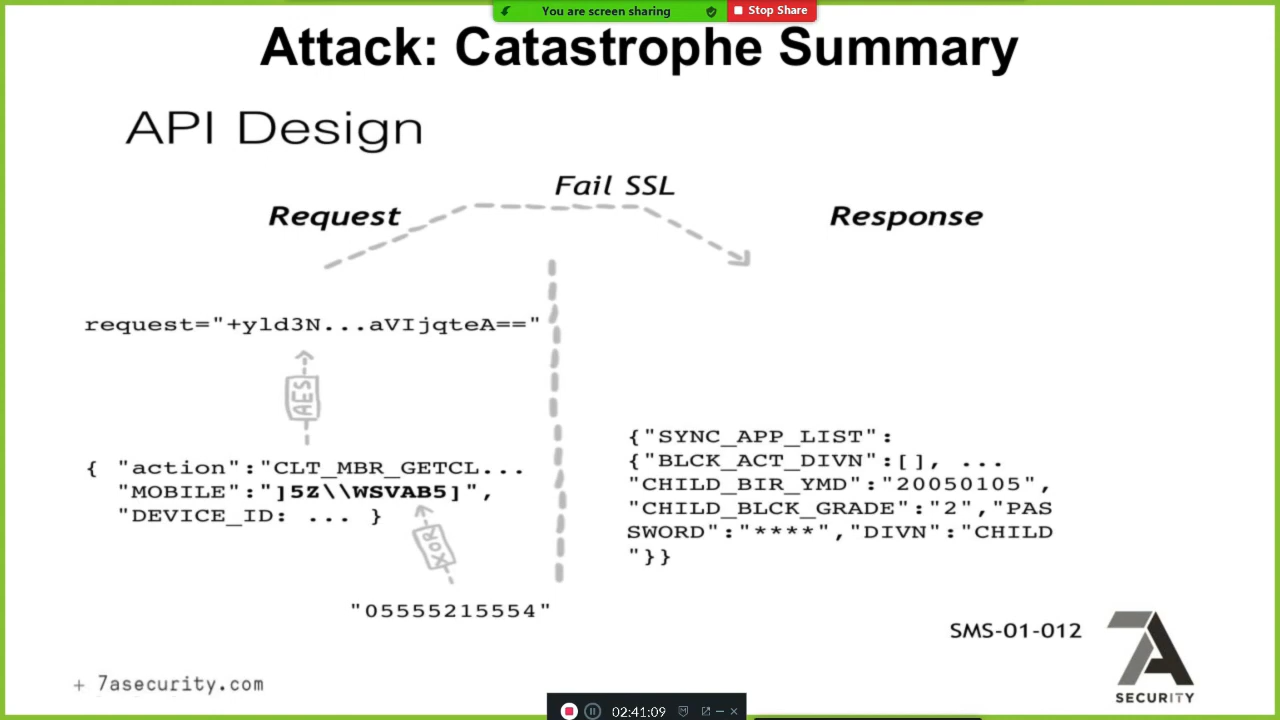 You are screen sharing
Stop Share
Attack: Catastrophe Summary
API Design
Fail SSL
Request
Response
request="+yld3N...aVIjqteA=="
AES
{ "action":"CLT_MBR_GETCL...
"MOBILE":"]5Z\\WSVAB5]",
"DEVICE_ID: ... }
XOR
"05555215554"
{"SYNC_APP_LIST":
{"BLCK_ACT_DIVN":[], ...
"CHILD_BIR_YMD":"20050105",
"CHILD_BLCK_GRADE":"2","PAS
SWORD":"****","DIVN":"CHILD
"}}
SMS-01-012
7A
SECURITY
+ 7asecurity.com
02:41:09